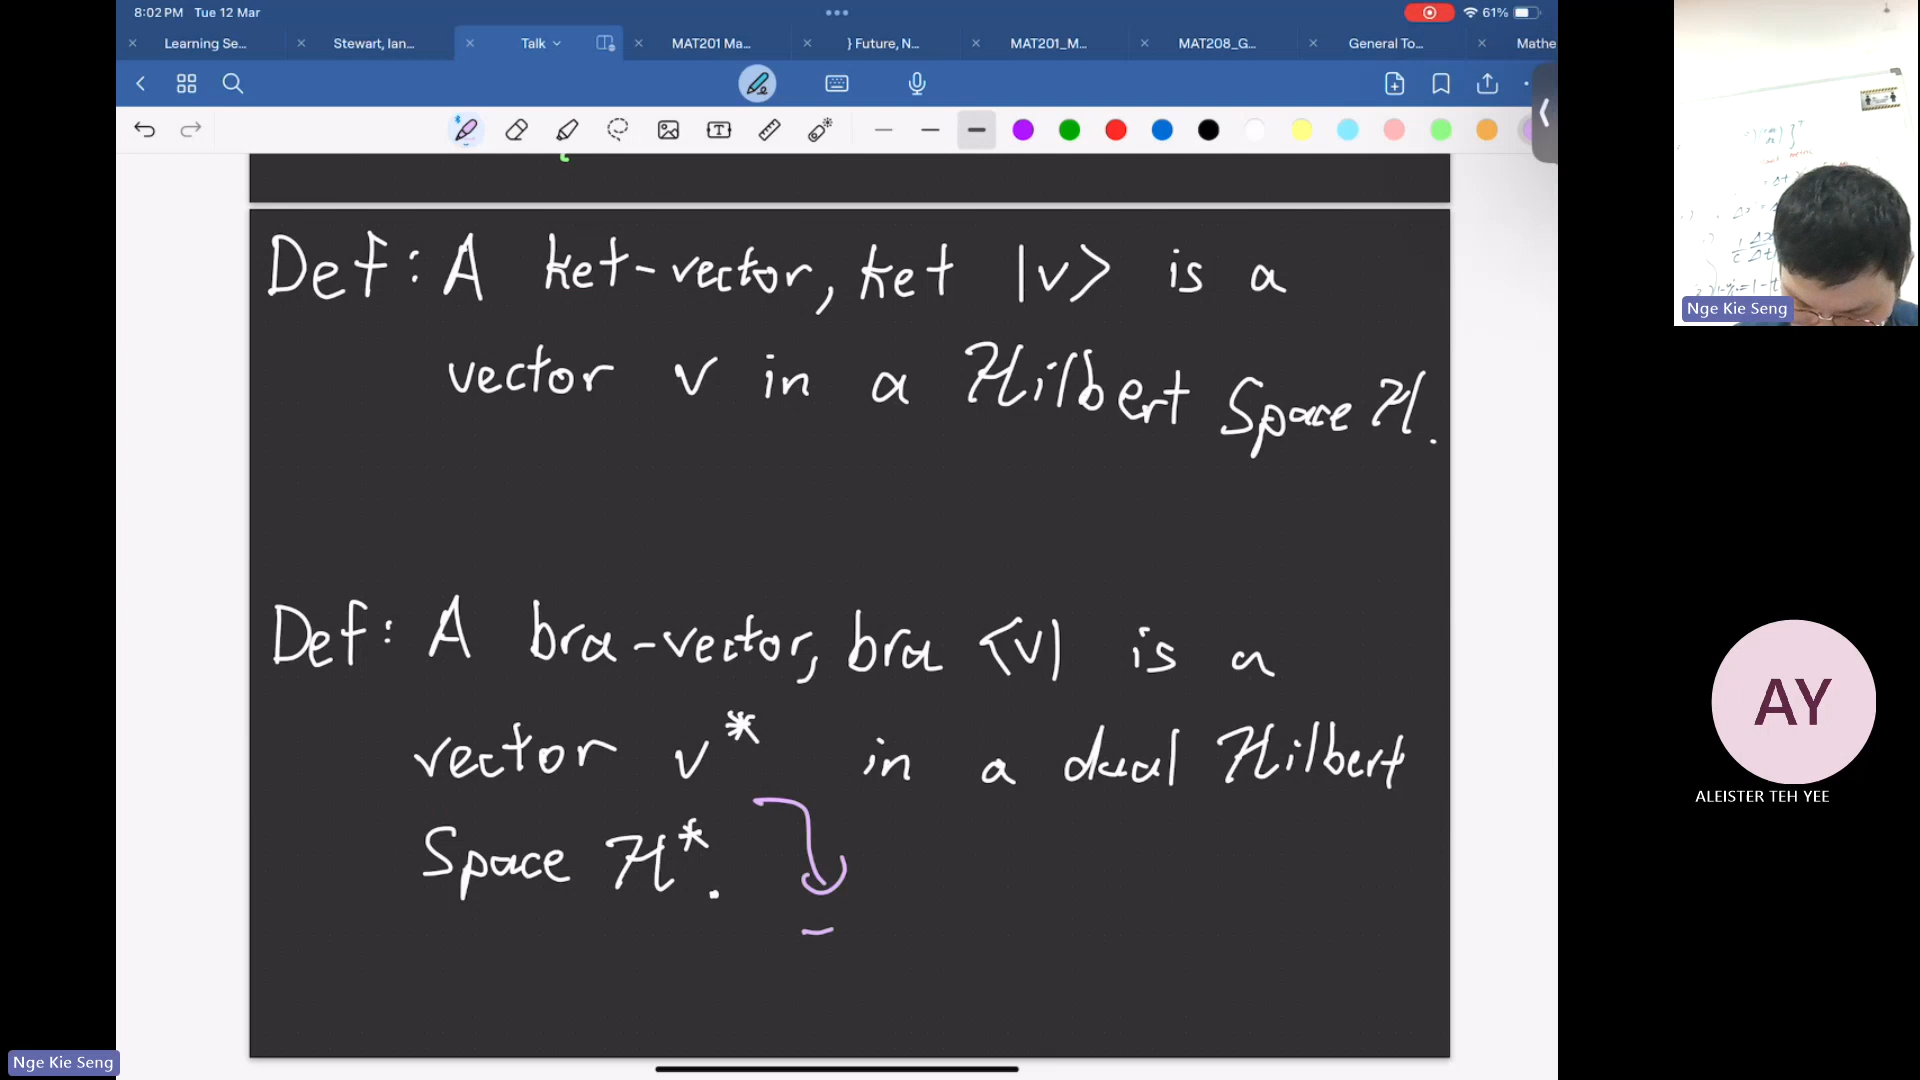 8:02 PM Tue 12 Mar
61%
Learning Se...
Stewart, Ian...
Talk
MAT201 Ma...
} Future, N...
MAT201_M...
MAT208_G...
General To...
Mathe
Def: A ket-vector, ket |v> is a
vector v in a Hilbert Space H.
Def: A bra-vector, bra <v| is a
vector v* in a dual Hilbert
Space H*.
Nge Kie Seng
AY
ALEISTER TEH YEE
Nge Kie Seng